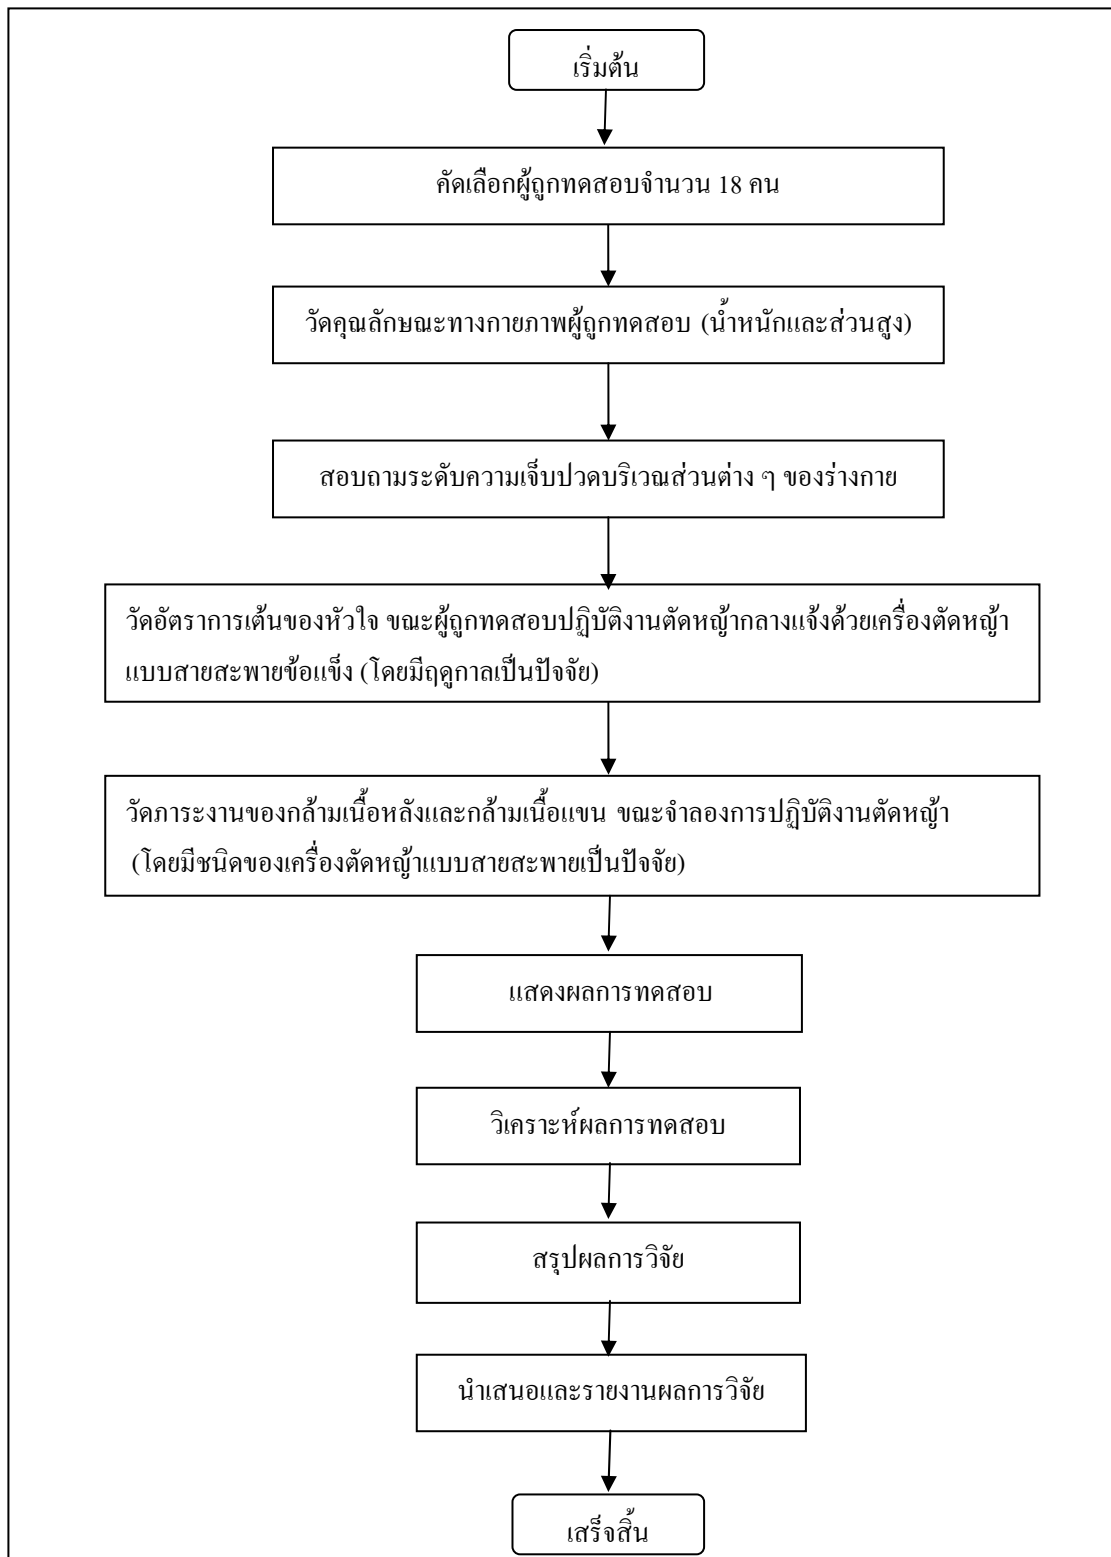 เริ่มต้น
คัดเลือกผู้ถูกทดสอบจำนวน 18 คน
วัดคุณลักษณะทางกายภาพผู้ถูกทดสอบ (น้ำหนักและส่วนสูง)
สอบถามระดับความเจ็บปวดบริเวณส่วนต่าง ๆ ของร่างกาย
วัดอัตราการเต้นของหัวใจ ขณะผู้ถูกทดสอบปฏิบัติงานตัดหญ้ากลางแจ้งด้วยเครื่องตัดหญ้า
แบบสายสะพายข้อแข็ง (โดยมีฤดูกาลเป็นปัจจัย)
วัดภาระงานของกล้ามเนื้อหลังและกล้ามเนื้อแขน ขณะจำลองการปฏิบัติงานตัดหญ้า
(โดยมีชนิดของเครื่องตัดหญ้าแบบสายสะพายเป็นปัจจัย)
แสดงผลการทดสอบ
วิเคราะห์ผลการทดสอบ
สรุปผลการวิจัย
นำเสนอและรายงานผลการวิจัย
เสร็จสิ้น